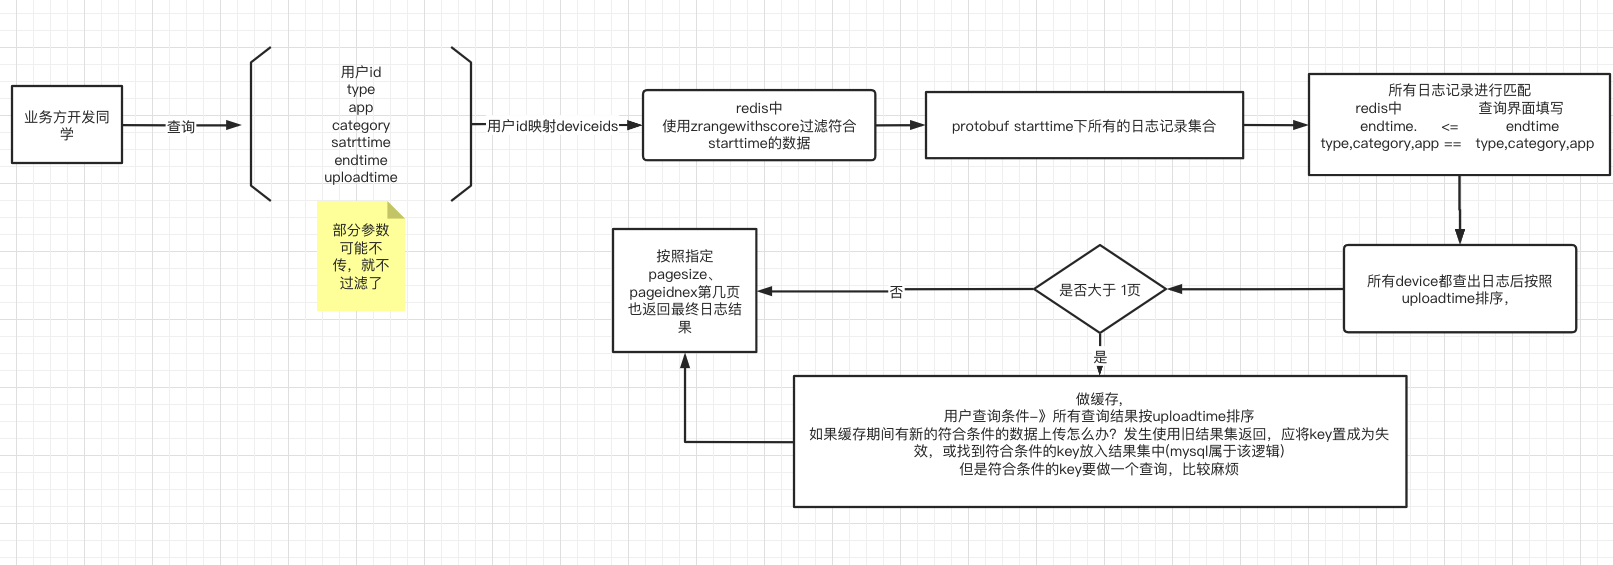 业务方开发同
学
查询
用户id
type
app
category
satrttime
endtime
uploadtime
部分参数
可能不
传，就不
过滤了
用户id映射deviceids
redis中
使用zrangewithscore过滤符合
starttime的数据
protobuf starttime下所有的日志记录集合
所有日志记录进行匹配
redis中 查询界面填写
endtime. <= endtime
type,category,app == type,category,app
所有device都查出日志后按照
uploadtime排序，
是否大于 1页
否
是
按照指定
pagesize、
pageidnex第几页
也返回最终日志结
果
做缓存，
用户查询条件-》所有查询结果按uploadtime排序
如果缓存期间有新的符合条件的数据上传怎么办？发生使用旧结果集返回，应将key置成为失
效，或找到符合条件的key放入结果集中(mysql属于该逻辑)
但是符合条件的key要做一个查询，比较麻烦